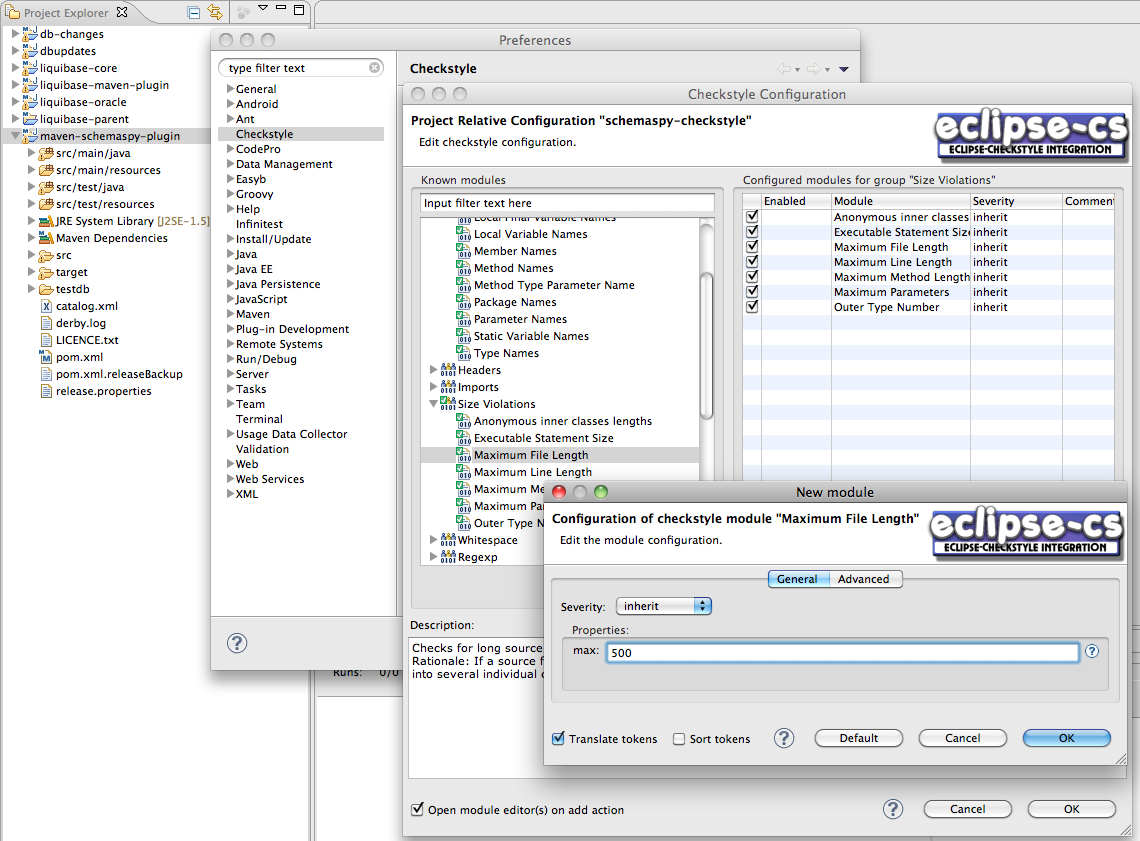 Project Explorer
db-changes
dbupdates
liquibase-core
liquibase-maven-plugin
liquibase-oracle
liquibase-parent
maven-schemaspy-plugin
src/main/java
src/main/resources
src/test/java
src/test/resources
JRE System Library [J2SE-1.5]
Maven Dependencies
src
target
testdb
catalog.xml
derby.log
LICENCE.txt
pom.xml
pom.xml.releaseBackup
release.properties
Preferences
type filter text
General
Android
Ant
Checkstyle
CodePro
Data Management
Easyb
Groovy
Help
Infinitest
Install/Update
Java
Java EE
Java Persistence
JavaScript
Maven
Plug-in Development
Remote Systems
Run/Debug
Server
Tasks
Team
Terminal
Usage Data Collector
Validation
Web
Web Services
XML
Checkstyle
Runs: 0/0
Checkstyle Configuration
Project Relative Configuration "schemaspy-checkstyle"
Edit checkstyle configuration.
eclipse-cs
ECLIPSE-CHECKSTYLE INTEGRATION
Known modules
Input filter text here
Local Final Variable Names
Local Variable Names
Member Names
Method Names
Method Type Parameter Name
Package Names
Parameter Names
Static Variable Names
Type Names
Headers
Imports
Size Violations
Anonymous inner classes lengths
Executable Statement Size
Maximum File Length
Maximum Line Length
Maximum Me
Maximum Pa
Outer Type N
Whitespace
Regexp
Configured modules for group "Size Violations"
Enabled Module Severity Commen
Anonymous inner classes inherit
Executable Statement Size inherit
Maximum File Length inherit
Maximum Line Length inherit
Maximum Method Length inherit
Maximum Parameters inherit
Outer Type Number inherit
Description:
Checks for long source
Rationale: If a source f
into several individual
Open module editor(s) on add action
? Cancel OK
New module
Configuration of checkstyle module "Maximum File Length"
Edit the module configuration.
eclipse-cs
ECLIPSE-CHECKSTYLE INTEGRATION
General Advanced
Severity: inherit
Properties:
max: 500 ?
Translate tokens Sort tokens ? Default Cancel OK
?